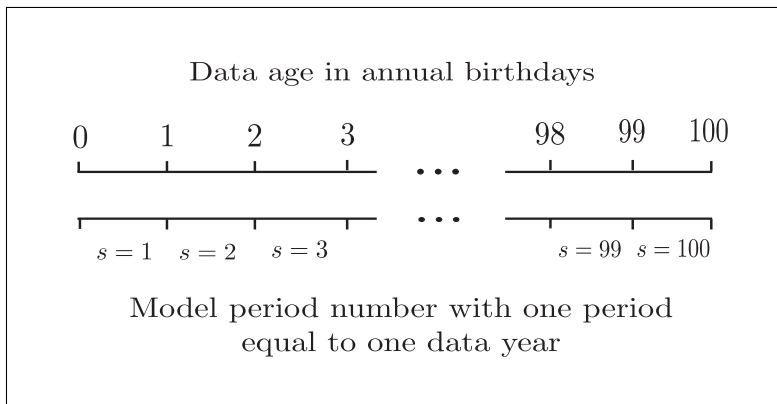 Data age in annual birthdays
0 1 2 3 98 99 100
s = 1 s = 2 s = 3 s = 99 s = 100
Model period number with one period
equal to one data year